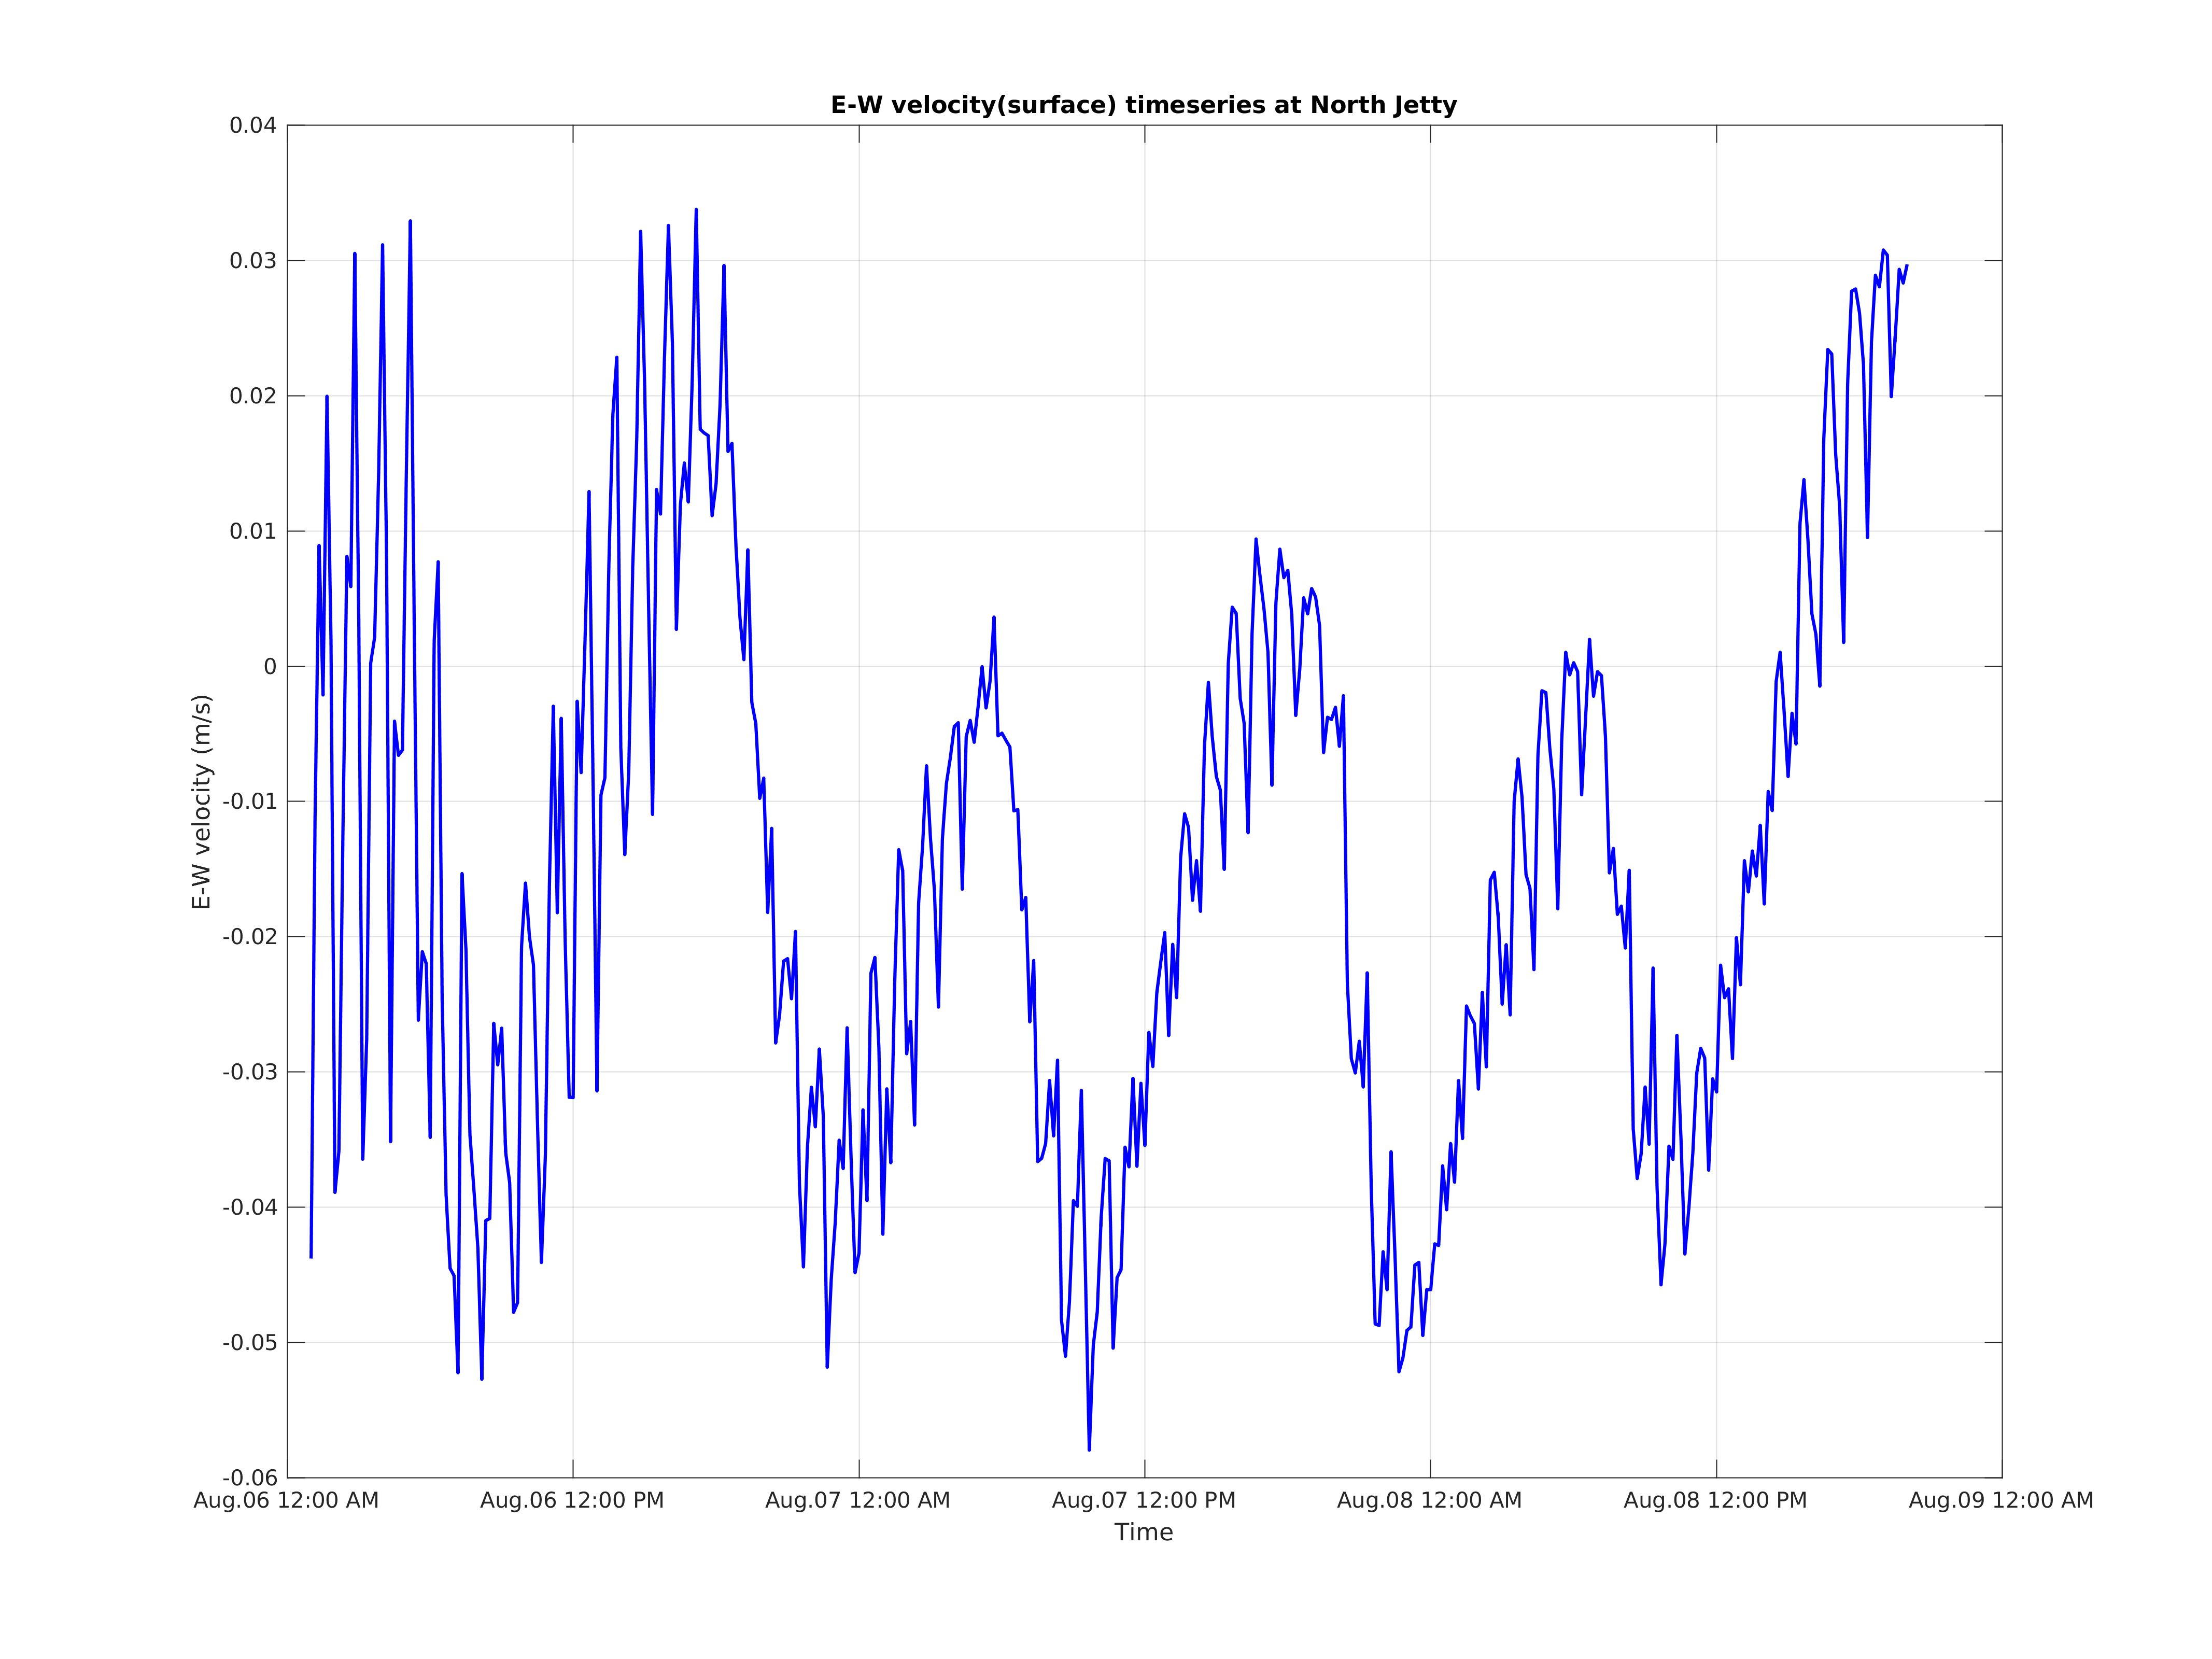 E-W velocity(surface) timeseries at North Jetty
0.04
0.03
0.02
0.01
0
-0.01
-0.02
-0.03
-0.04
-0.05
-0.06
E-W velocity (m/s)
Aug.06 12:00 AM Aug.06 12:00 PM Aug.07 12:00 AM Aug.07 12:00 PM Aug.08 12:00 AM Aug.08 12:00 PM Aug.09 12:00 AM
Time